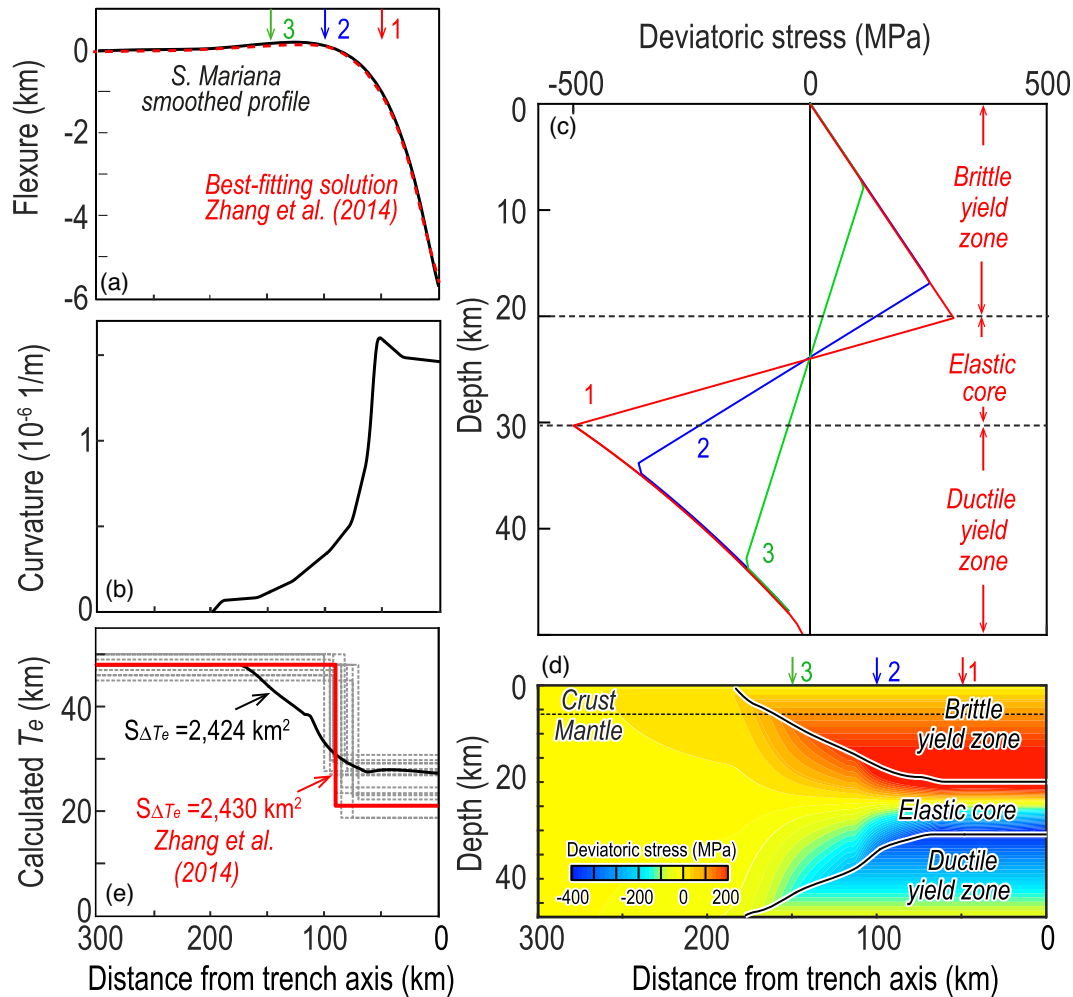 3 2 1
0
-2
-4
-6
Flexure (km)
S. Mariana
smoothed profile
Best-fitting solution
Zhang et al. (2014)
(a)
1
0
Curvature (10⁻⁶ 1/m)
(b)
40
20
0
Calculated Te (km)
SΔTe =2,424 km²
SΔTe =2,430 km²
Zhang et al.
(2014)
(e)
300 200 100 0
Distance from trench axis (km)
Deviatoric stress (MPa)
-500 0 500
0
10
20
30
40
Depth (km)
(c)
Brittle
yield
zone
Elastic
core
Ductile
yield
zone
1
2
3
3 2 1
(d)
0
20
40
Depth (km)
Crust
Mantle
Brittle
yield zone
Elastic core
Ductile
yield zone
Deviatoric stress (MPa)
-400 0 200
300 200 100 0
Distance from trench axis (km)